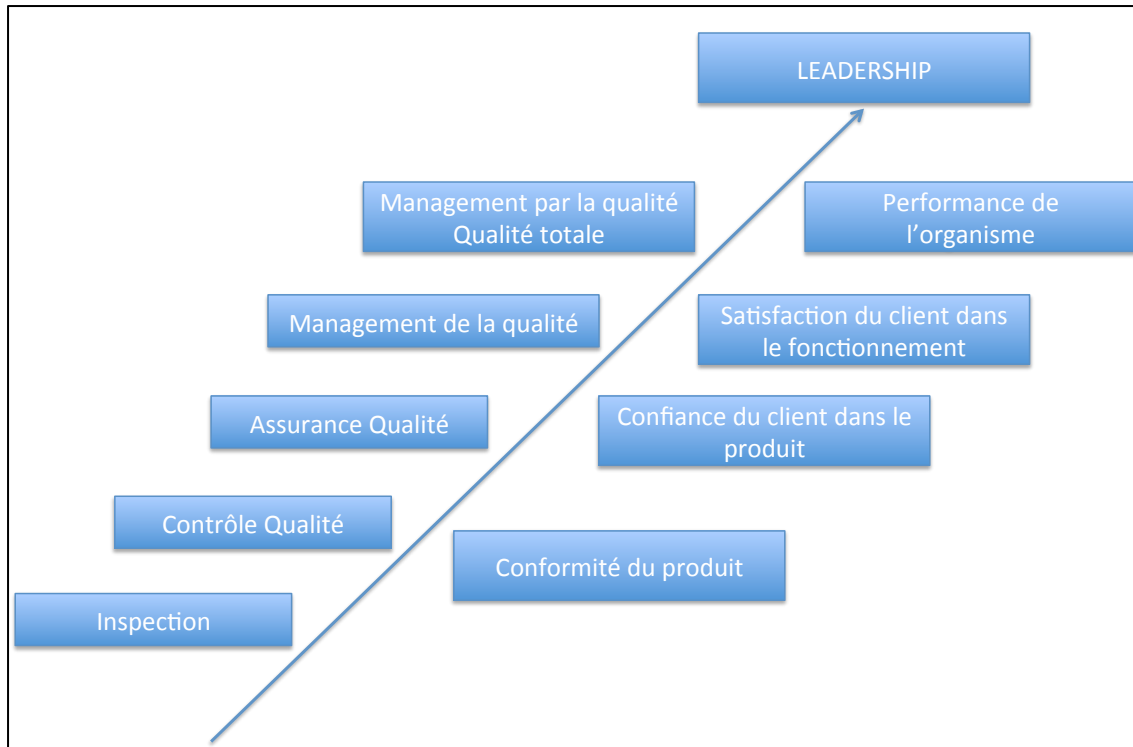 LEADERSHIP
Management par la qualité
Qualité totale
Performance de
l’organisme
Management de la qualité
Satisfaction du client dans
le fonctionnement
Assurance Qualité
Confiance du client dans le
produit
Contrôle Qualité
Conformité du produit
Inspection